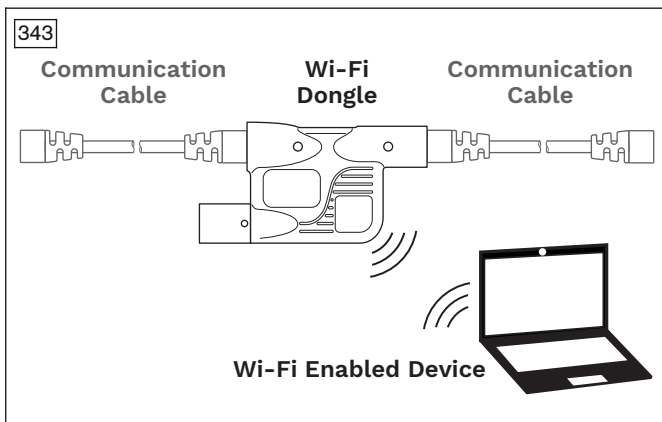 343
Communication
Cable
Wi-Fi
Dongle
Communication
Cable
Wi-Fi Enabled Device